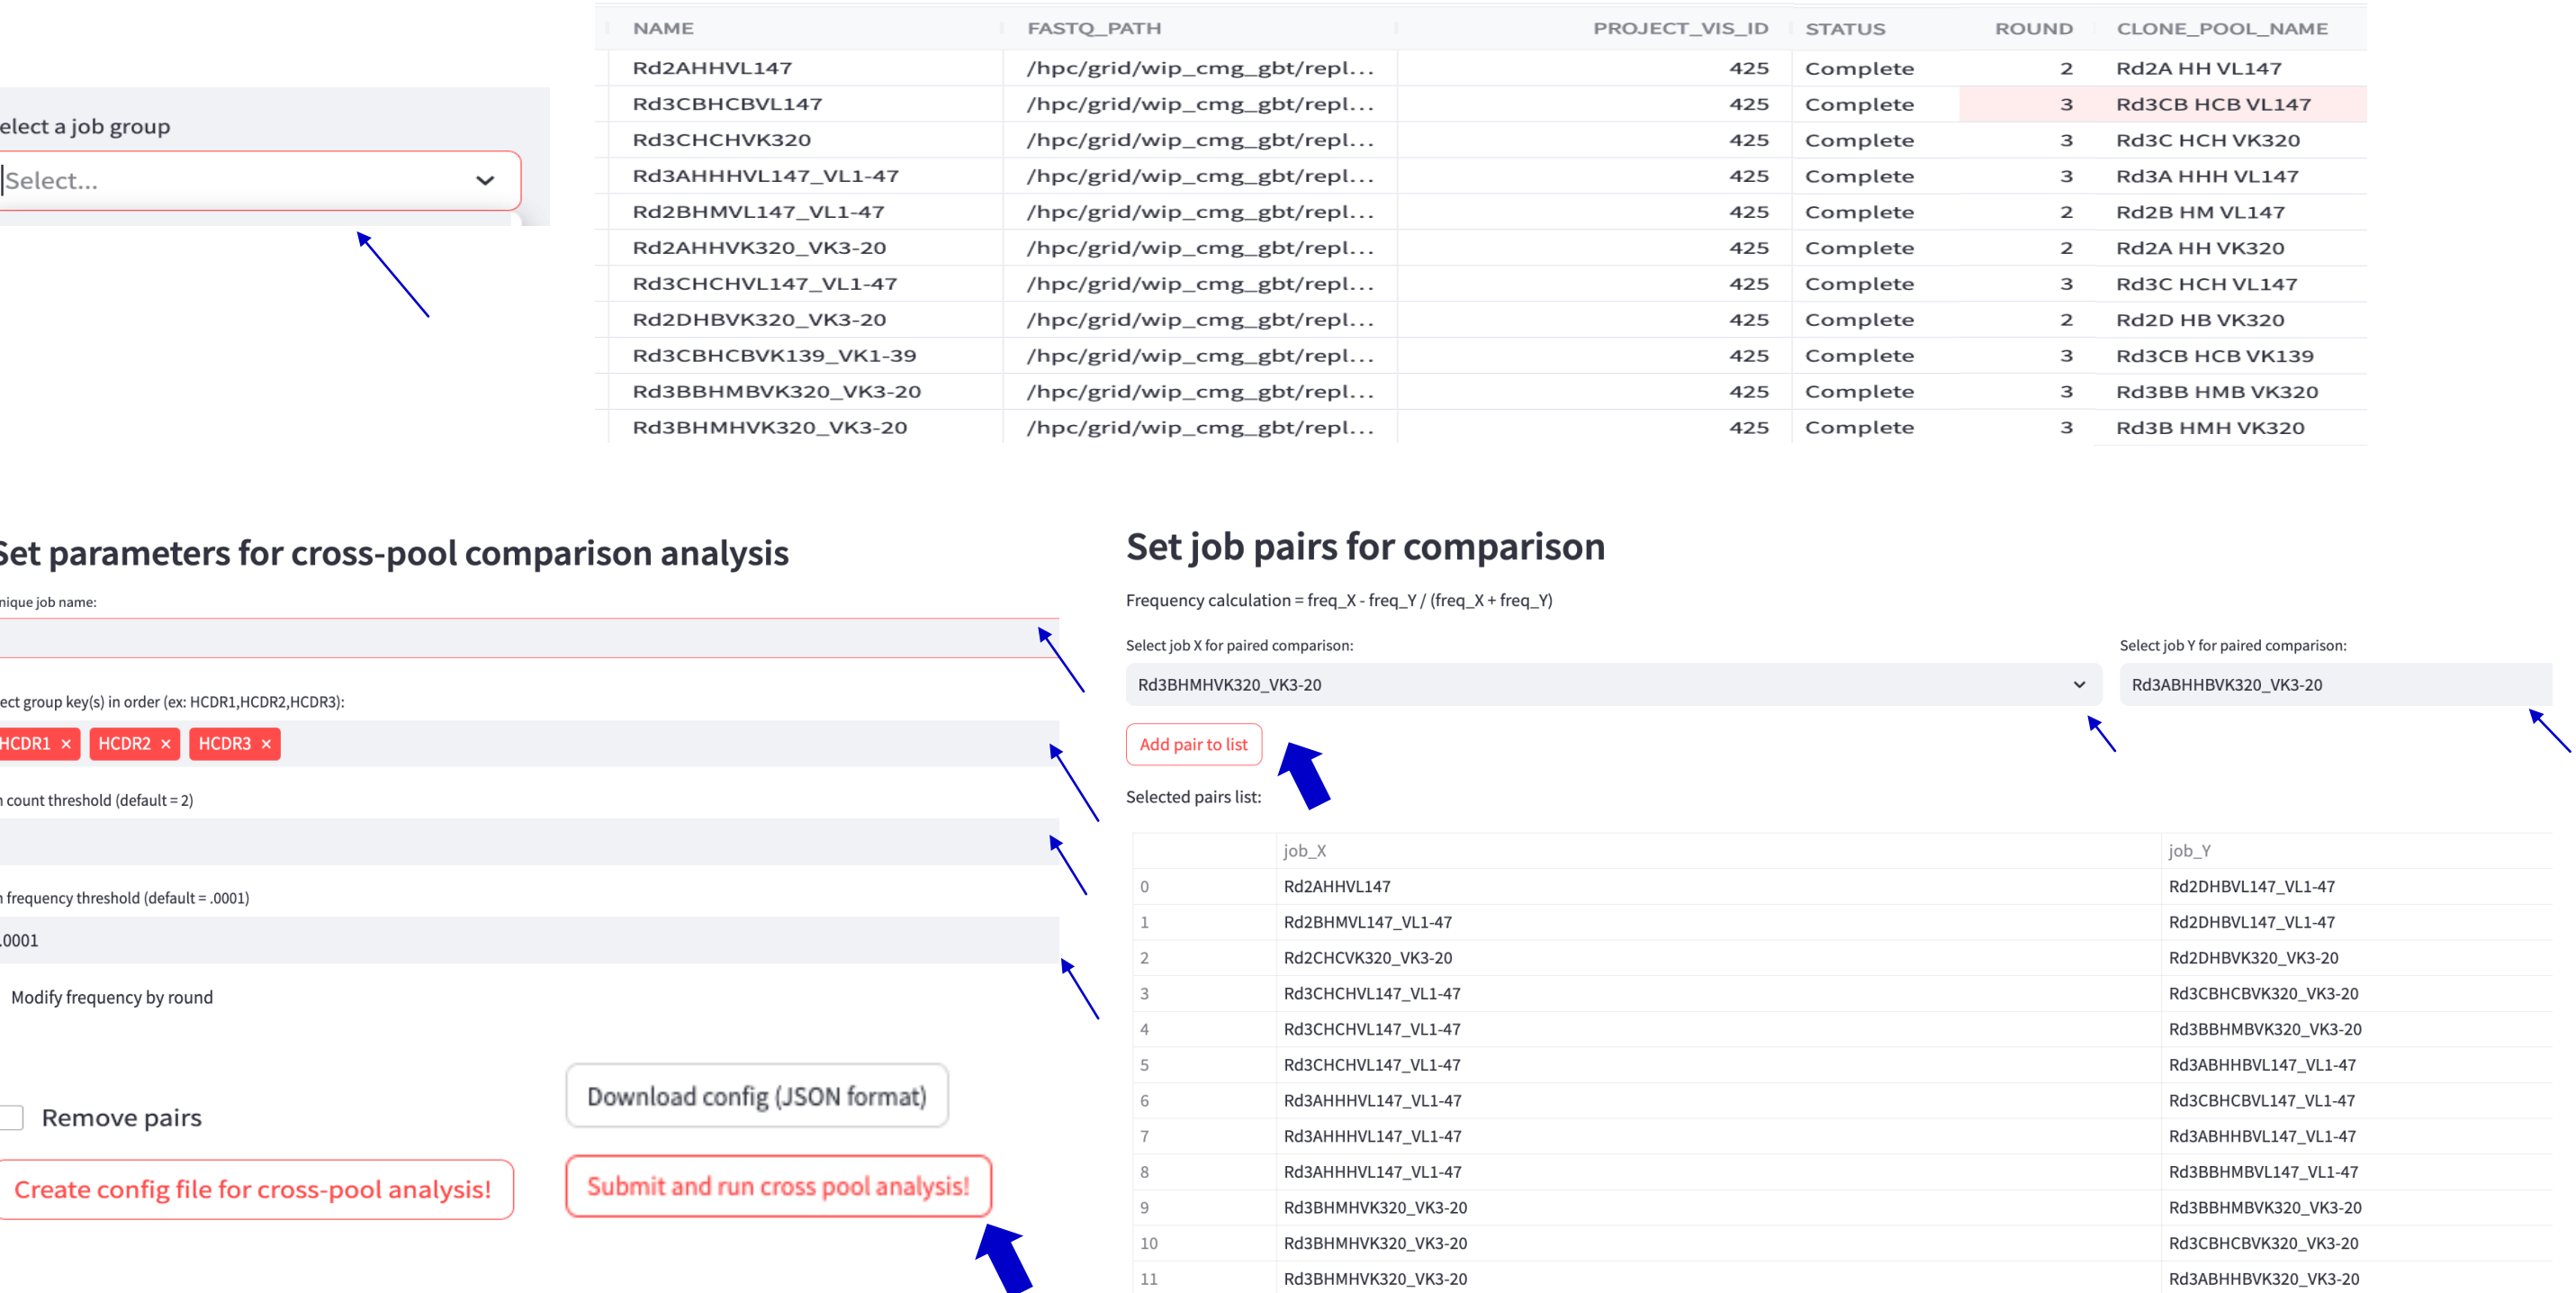 elect a job group
Select...
NAME FASTQ_PATH PROJECT_VIS_ID STATUS ROUND CLONE_POOL_NAME
Rd2AHHVL147 /hpc/grid/wip_cmg_gbt/repl... 425 Complete 2 Rd2A HH VL147
Rd3CBHCBVL147 /hpc/grid/wip_cmg_gbt/repl... 425 Complete 3 Rd3CB HCB VL147
Rd3CHCHVK320 /hpc/grid/wip_cmg_gbt/repl... 425 Complete 3 Rd3C HCH VK320
Rd3AHHHVL147_VL1-47 /hpc/grid/wip_cmg_gbt/repl... 425 Complete 3 Rd3A HHH VL147
Rd2BHMVL147_VL1-47 /hpc/grid/wip_cmg_gbt/repl... 425 Complete 2 Rd2B HM VL147
Rd2AHHVK320_VK3-20 /hpc/grid/wip_cmg_gbt/repl... 425 Complete 2 Rd2A HH VK320
Rd3CHCHVL147_VL1-47 /hpc/grid/wip_cmg_gbt/repl... 425 Complete 3 Rd3C HCH VL147
Rd2DHBVK320_VK3-20 /hpc/grid/wip_cmg_gbt/repl... 425 Complete 2 Rd2D HB VK320
Rd3CBHCBVK139_VK1-39 /hpc/grid/wip_cmg_gbt/repl... 425 Complete 3 Rd3CB HCB VK139
Rd3BBHMBVK320_VK3-20 /hpc/grid/wip_cmg_gbt/repl... 425 Complete 3 Rd3BB HMB VK320
Rd3BHMHVK320_VK3-20 /hpc/grid/wip_cmg_gbt/repl... 425 Complete 3 Rd3B HMH VK320
Set parameters for cross-pool comparison analysis
nique job name:
ect group key(s) in order (ex: HCDR1,HCDR2,HCDR3):
HCDR1 × HCDR2 × HCDR3 ×
n count threshold (default = 2)
n frequency threshold (default = .0001)
.0001
Modify frequency by round
Remove pairs
Create config file for cross-pool analysis!
Download config (JSON format)
Submit and run cross pool analysis!
Set job pairs for comparison
Frequency calculation = freq_X - freq_Y / (freq_X + freq_Y)
Select job X for paired comparison: Select job Y for paired comparison:
Rd3BHMHVK320_VK3-20 Rd3ABHHBVK320_VK3-20
Add pair to list
Selected pairs list:
job_X job_Y
0 Rd2AHHVL147 Rd2DHBVL147_VL1-47
1 Rd2BHMVL147_VL1-47 Rd2DHBVL147_VL1-47
2 Rd2CHCVK320_VK3-20 Rd2DHBVK320_VK3-20
3 Rd3CHCHVL147_VL1-47 Rd3CBHCBVK320_VK3-20
4 Rd3CHCHVL147_VL1-47 Rd3BBHMBVK320_VK3-20
5 Rd3CHCHVL147_VL1-47 Rd3ABHHBVL147_VL1-47
6 Rd3AHHHVL147_VL1-47 Rd3CBHCBVL147_VL1-47
7 Rd3AHHHVL147_VL1-47 Rd3ABHHBVL147_VL1-47
8 Rd3AHHHVL147_VL1-47 Rd3BBHMBVL147_VL1-47
9 Rd3BHMHVK320_VK3-20 Rd3BBHMBVK320_VK3-20
10 Rd3BHMHVK320_VK3-20 Rd3CBHCBVK320_VK3-20
11 Rd3BHMHVK320_VK3-20 Rd3ABHHBVK320_VK3-20